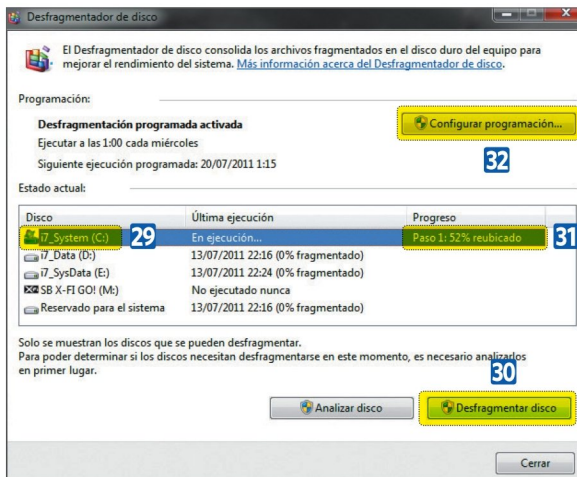 Desfragmentador de disco
El Desfragmentador de disco consolida los archivos fragmentados en el disco duro del equipo para
mejorar el rendimiento del sistema. Más información acerca del Desfragmentador de disco.
Programación:
Desfragmentación programada activada
Configurar programación...
Ejecutar a las 1:00 cada miércoles
32
Siguiente ejecución programada: 20/07/2011 1:15
Estado actual:
Disco Última ejecución Progreso
i7_System (C:) 29 En ejecución... Paso 1: 52% reubicado 31
i7_Data (D:) 13/07/2011 22:16 (0% fragmentado)
i7_SysData (E:) 13/07/2011 22:24 (0% fragmentado)
SB X-FI GO! (M:) No ejecutado nunca
Reservado para el sistema 13/07/2011 22:16 (0% fragmentado)
Solo se muestran los discos que se pueden desfragmentar.
Para poder determinar si los discos necesitan desfragmentarse en este momento, es necesario analizarlos
en primer lugar.
30
Analizar disco Desfragmentar disco
Cerrar